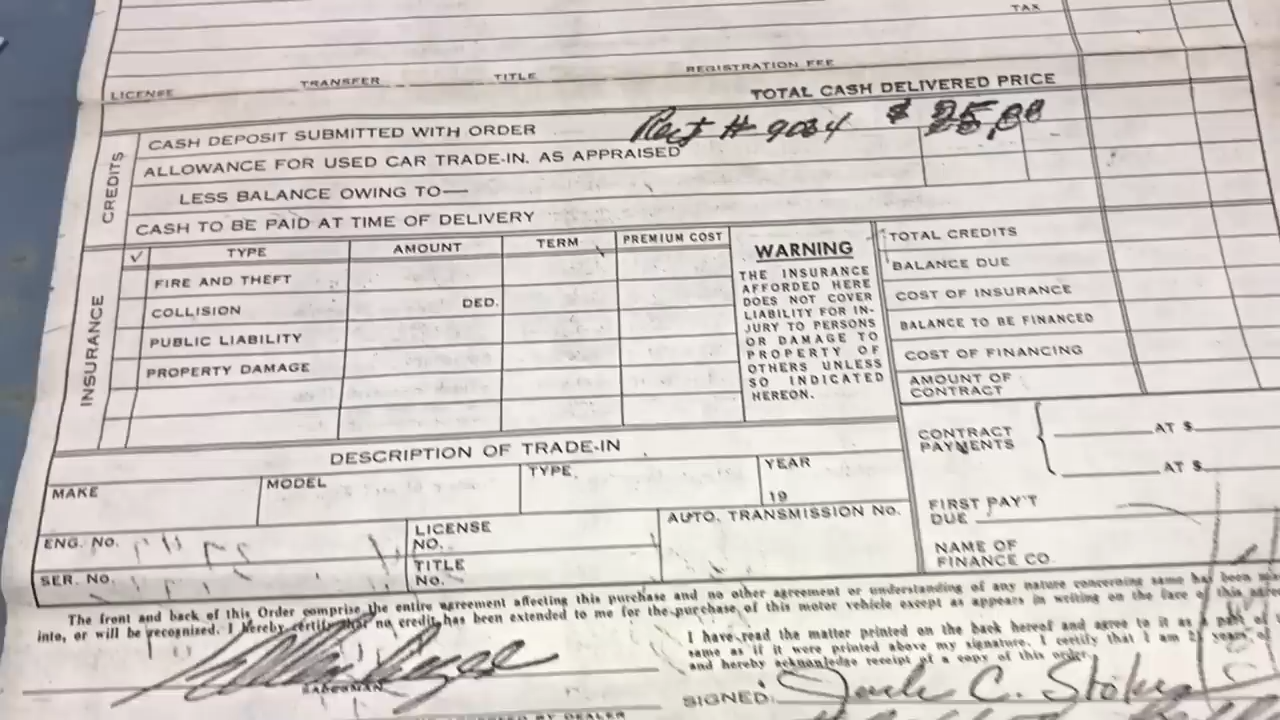 TAX
LICENSE TRANSFER TITLE REGISTRATION FEE
TOTAL CASH DELIVERED PRICE
CREDITS
CASH DEPOSIT SUBMITTED WITH ORDER Rect # 9034 $
ALLOWANCE FOR USED CAR TRADE-IN. AS APPRAISED
LESS BALANCE OWING TO—
CASH TO BE PAID AT TIME OF DELIVERY
INSURANCE
✓ TYPE AMOUNT TERM PREMIUM COST
FIRE AND THEFT
COLLISION DED.
PUBLIC LIABILITY
PROPERTY DAMAGE
WARNING
THE INSURANCE
AFFORDED HERE
DOES NOT COVER
LIABILITY FOR IN-
JURY TO PERSONS
OR DAMAGE TO
PROPERTY OF
OTHERS UNLESS
SO INDICATED
HEREON.
TOTAL CREDITS
BALANCE DUE
COST OF INSURANCE
BALANCE TO BE FINANCED
COST OF FINANCING
AMOUNT OF
CONTRACT
CONTRACT
PAYMENTS
AT $
AT $
FIRST PAY'T
DUE
NAME OF
FINANCE CO.
DESCRIPTION OF TRADE-IN
MAKE MODEL TYPE YEAR
19
ENG. NO. LICENSE NO. AUTO. TRANSMISSION No.
SER. NO. TITLE NO.
The front and back of this Order comprise the entire agreement affecting this purchase and no other agreement or understanding of any nature concerning same has been
into, or will be recognized. I hereby certify that no credit has been extended to me for the purchase of this motor vehicle except as appears in writing on the face of this
I have read the matter printed on the back hereof and agree to it as a part of
same as if it were printed above my signature. I certify that I am 21 years of
and hereby acknowledge receipt of a copy of this order.
SALESMAN
SIGNED: C.
BY DEALER